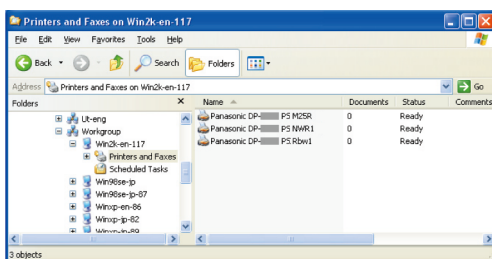 Printers and Faxes on Win2k-en-117
File Edit View Favorites Tools Help
Back Search Folders
Address Printers and Faxes on Win2k-en-117 Go
Folders × Name Documents Status Comments
Ut-eng
Workgroup
Win2k-en-117
Printers and Faxes
Scheduled Tasks
Win98se-jp
Win98se-jp-87
Winxp-en-86
Winxp-jp-82
Winxp-jp-89
Panasonic DP- PS M25R 0 Ready
Panasonic DP- PS NWR1 0 Ready
Panasonic DP- PS Rbw1 0 Ready
3 objects